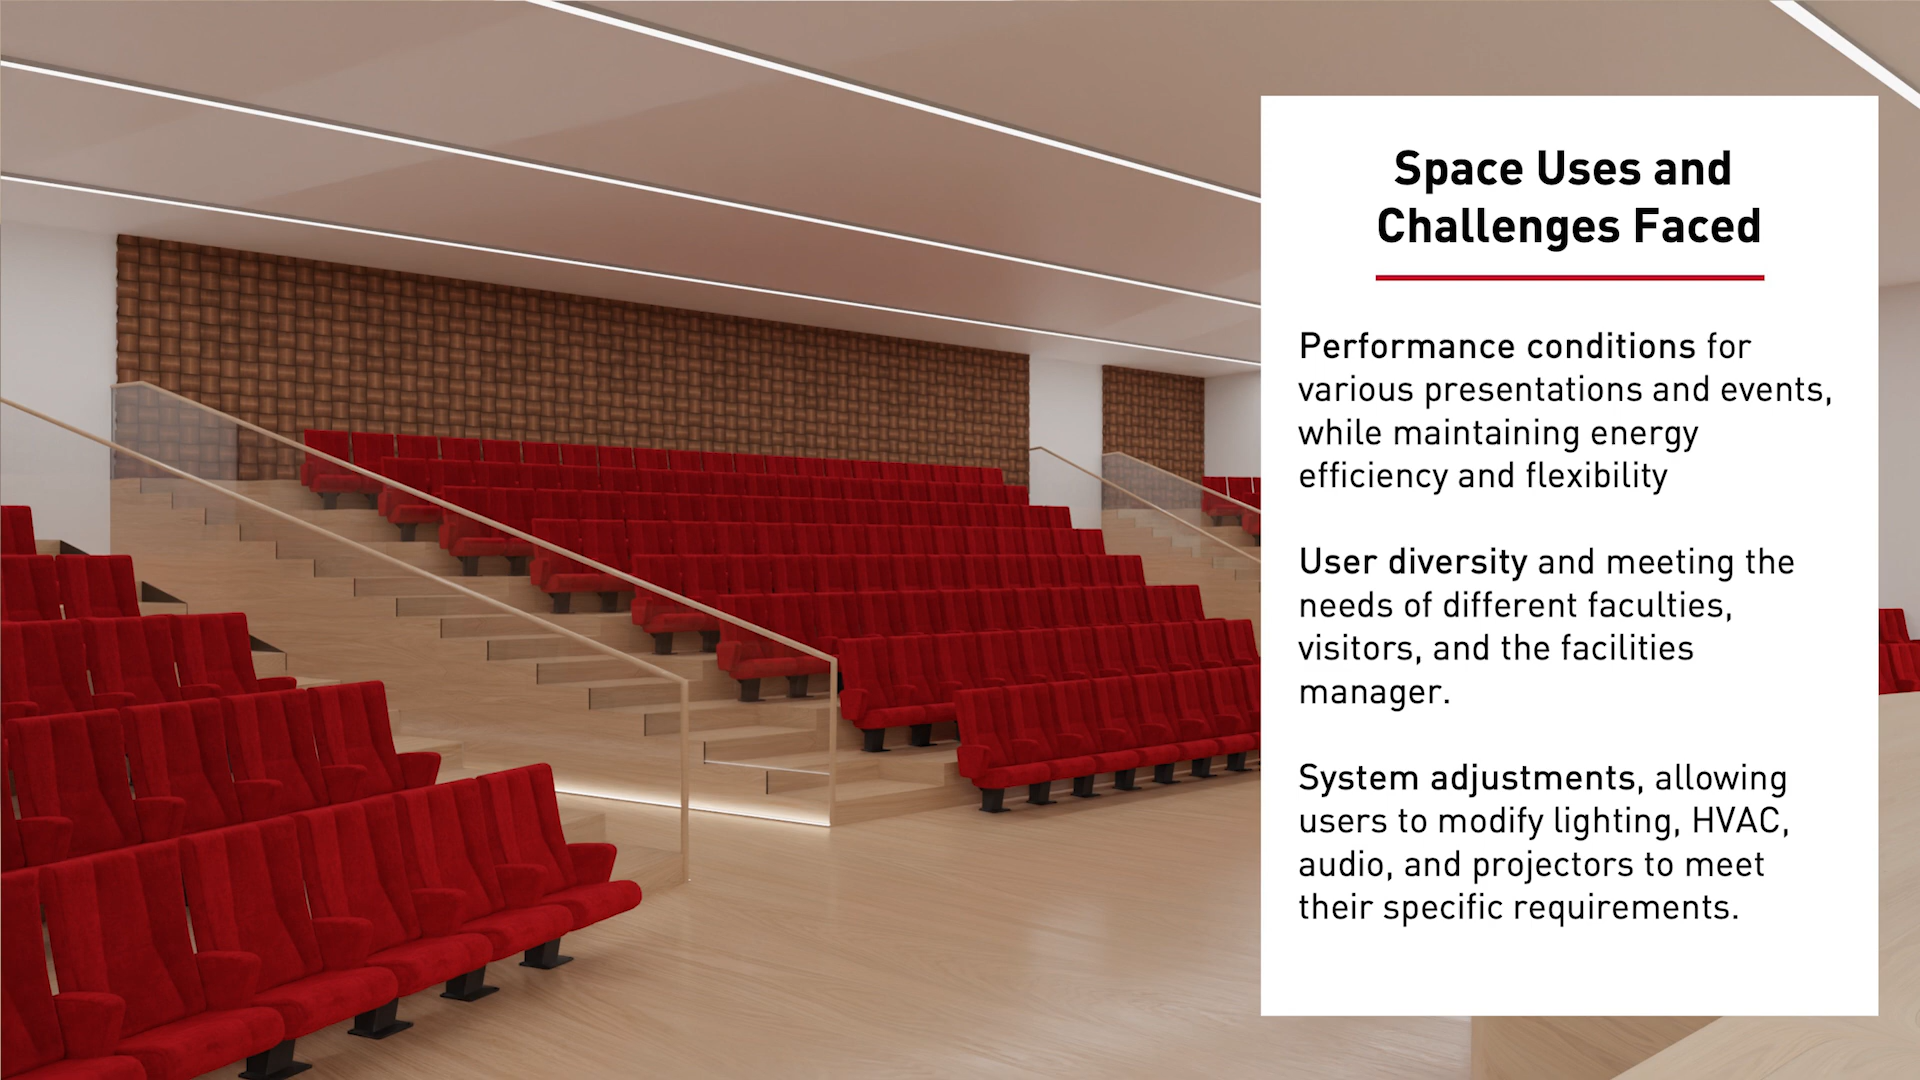 Space Uses and
Challenges Faced
Performance conditions for
various presentations and events,
while maintaining energy
efficiency and flexibility
User diversity and meeting the
needs of different faculties,
visitors, and the facilities
manager.
System adjustments, allowing
users to modify lighting, HVAC,
audio, and projectors to meet
their specific requirements.